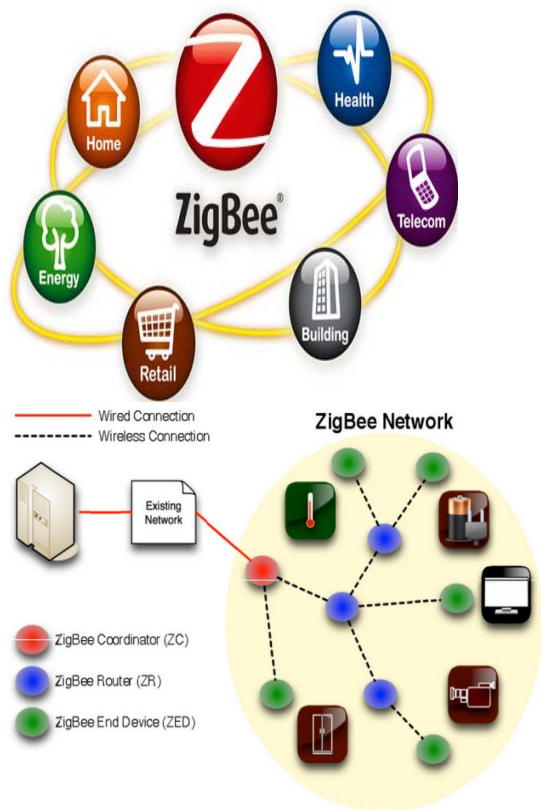 Home
Health
ZigBee®
Telecom
Energy
Building
Retail
Wired Connection
Wireless Connection
ZigBee Network
Existing
Network
ZigBee Coordinator (ZC)
ZigBee Router (ZR)
ZigBee End Device (ZED)